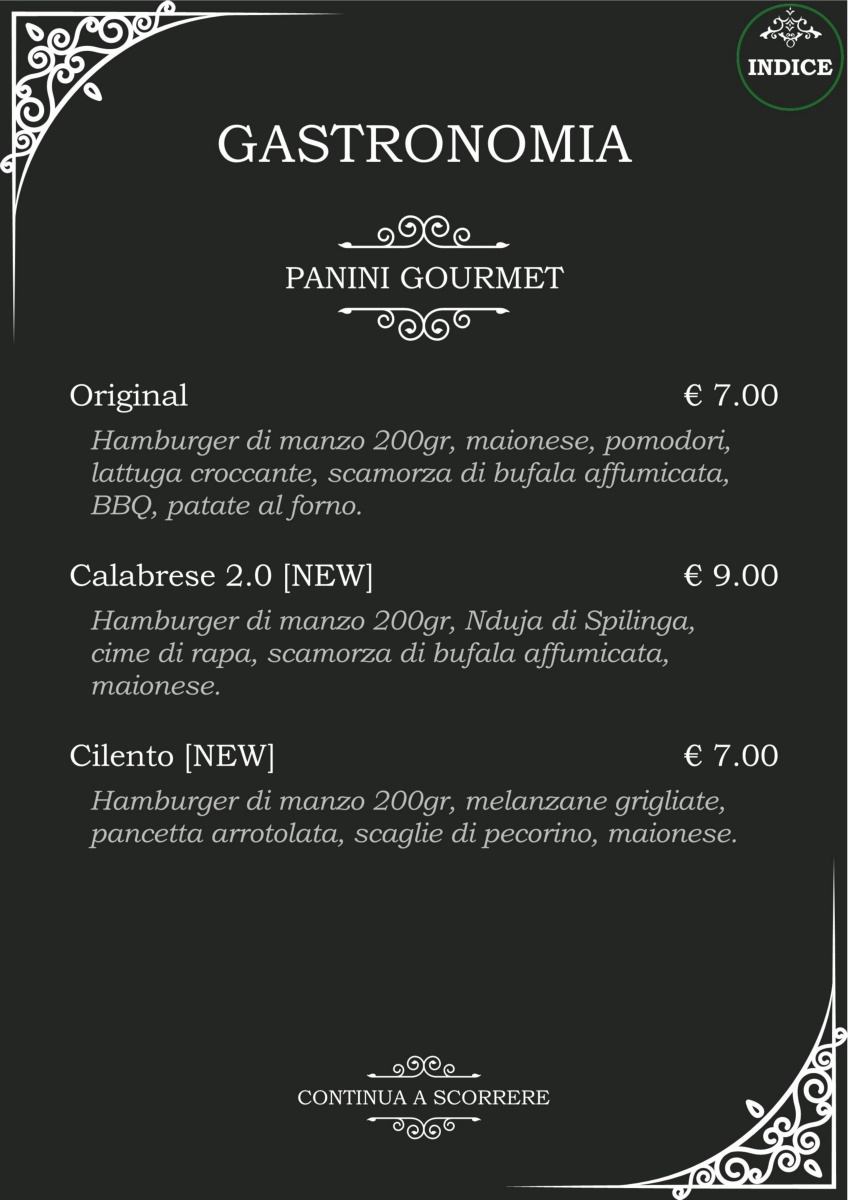 INDICE
GASTRONOMIA
PANINI GOURMET
Original € 7.00
Hamburger di manzo 200gr, maionese, pomodori,
lattuga croccante, scamorza di bufala affumicata,
BBQ, patate al forno.
Calabrese 2.0 [NEW] € 9.00
Hamburger di manzo 200gr, Nduja di Spilinga,
cime di rapa, scamorza di bufala affumicata,
maionese.
Cilento [NEW] € 7.00
Hamburger di manzo 200gr, melanzane grigliate,
pancetta arrotolata, scaglie di pecorino, maionese.
CONTINUA A SCORRERE